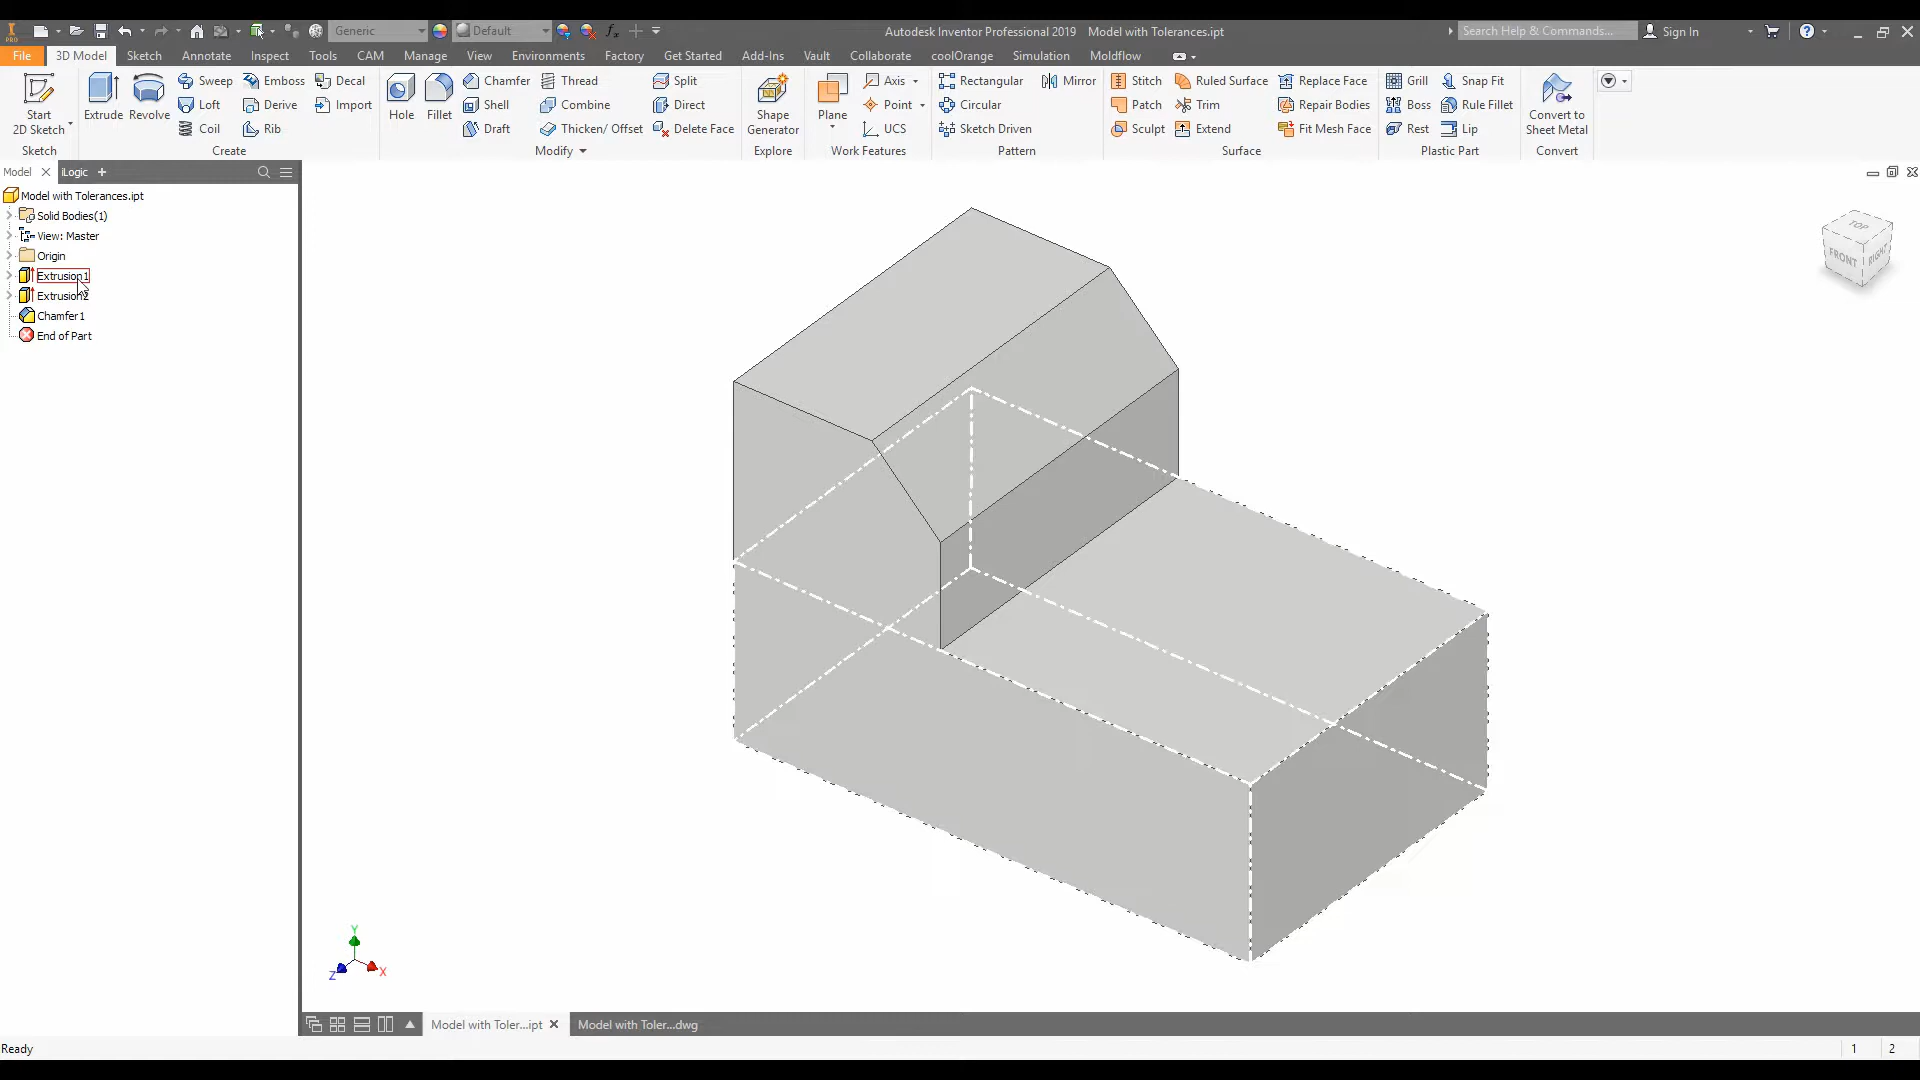 Generic
Default
Autodesk Inventor Professional 2019 Model with Tolerances.ipt
Search Help & Commands...
Sign In
File 3D Model Sketch Annotate Inspect Tools CAM Manage View Environments Factory Get Started Add-Ins Vault Collaborate coolOrange Simulation Moldflow
Start
2D Sketch
Sketch
Extrude
Revolve
Sweep
Loft
Coil
Emboss
Derive
Rib
Decal
Import
Create
Hole
Fillet
Chamfer
Shell
Draft
Thread
Combine
Thicken/ Offset
Split
Direct
Delete Face
Modify
Shape
Generator
Explore
Plane
Axis
Point
UCS
Work Features
Rectangular
Circular
Sketch Driven
Mirror
Pattern
Stitch
Patch
Sculpt
Ruled Surface
Trim
Extend
Replace Face
Repair Bodies
Fit Mesh Face
Surface
Grill
Boss
Rest
Snap Fit
Rule Fillet
Lip
Plastic Part
Convert to
Sheet Metal
Convert
Model
iLogic
Model with Tolerances.ipt
Solid Bodies(1)
View: Master
Origin
Extrusion1
Extrusion2
Chamfer1
End of Part
TOP
FRONT
RIGHT
Y
Z
X
Model with Toler...ipt
Model with Toler...dwg
Ready
1
2